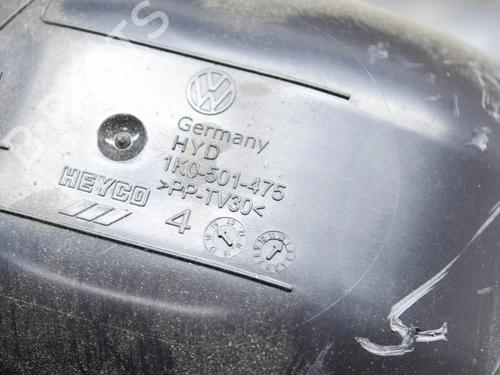 Germany
HYD
1K0-501-475
>PP-TV30<
HEYCO
4